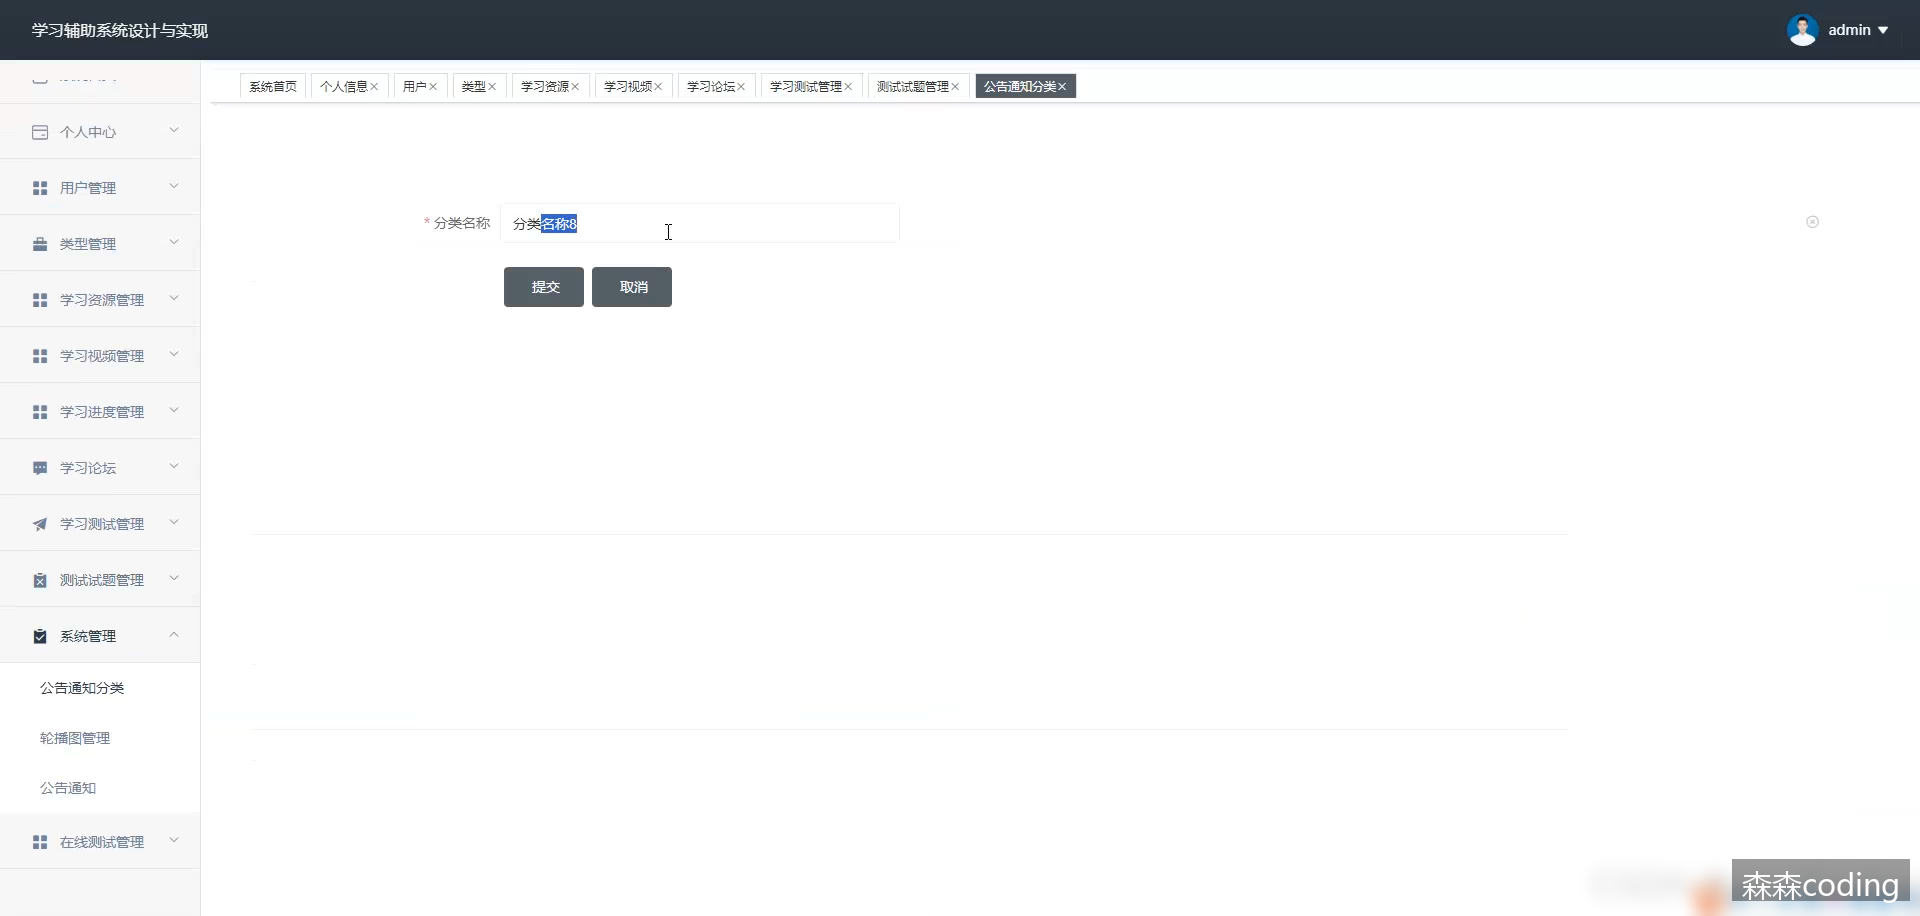 学习辅助系统设计与实现
admin
系统首页 个人信息 用户 类型 学习资源 学习视频 学习论坛 学习测试管理 测试试题管理 公告通知分类
个人中心
用户管理
类型管理
学习资源管理
学习视频管理
学习进度管理
学习论坛
学习测试管理
测试试题管理
系统管理
公告通知分类
轮播图管理
公告通知
在线测试管理
* 分类名称 分类名称8
提交 取消
森森coding